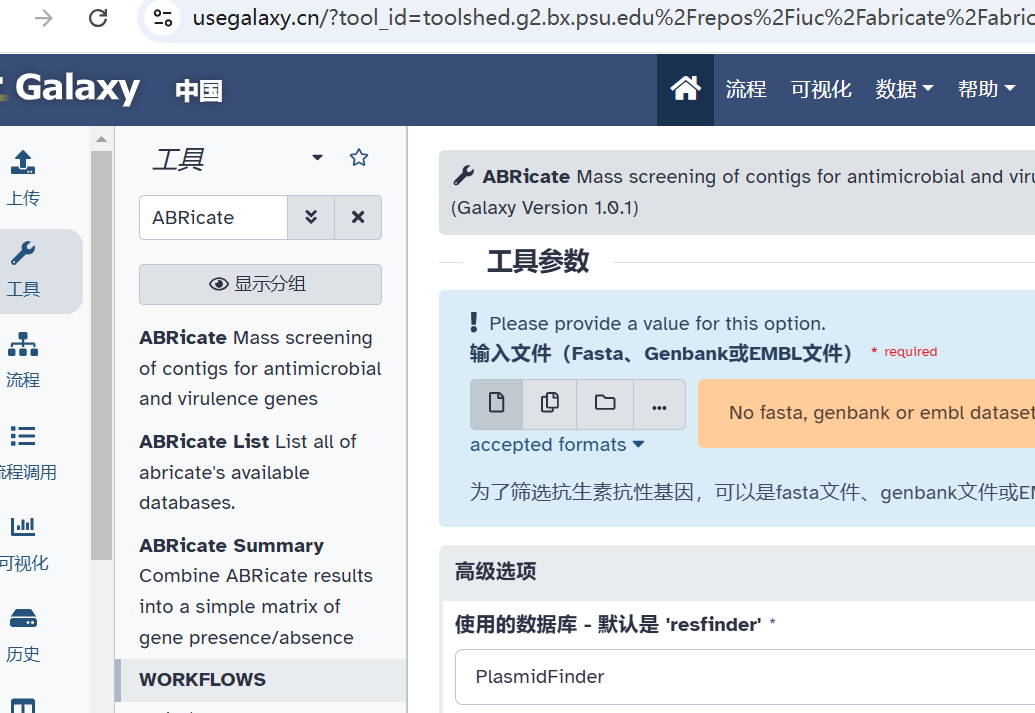 usegalaxy.cn/?tool_id=toolshed.g2.bx.psu.edu%2Frepos%2Fiuc%2Fabricate%2Fabric
Galaxy 中国
流程 可视化 数据 帮助
上传
工具
流程
流程调用
可视化
历史
工具
ABRicate
显示分组
ABRicate Mass screening
of contigs for antimicrobial
and virulence genes
ABRicate List List all of
abricate's available
databases.
ABRicate Summary
Combine ABRicate results
into a simple matrix of
gene presence/absence
WORKFLOWS
ABRicate Mass screening of contigs for antimicrobial and viru
(Galaxy Version 1.0.1)
工具参数
Please provide a value for this option.
输入文件（Fasta、Genbank或EMBL文件） * required
No fasta, genbank or embl dataset
accepted formats
为了筛选抗生素抗性基因，可以是fasta文件、genbank文件或EM
高级选项
使用的数据库 - 默认是 'resfinder' *
PlasmidFinder